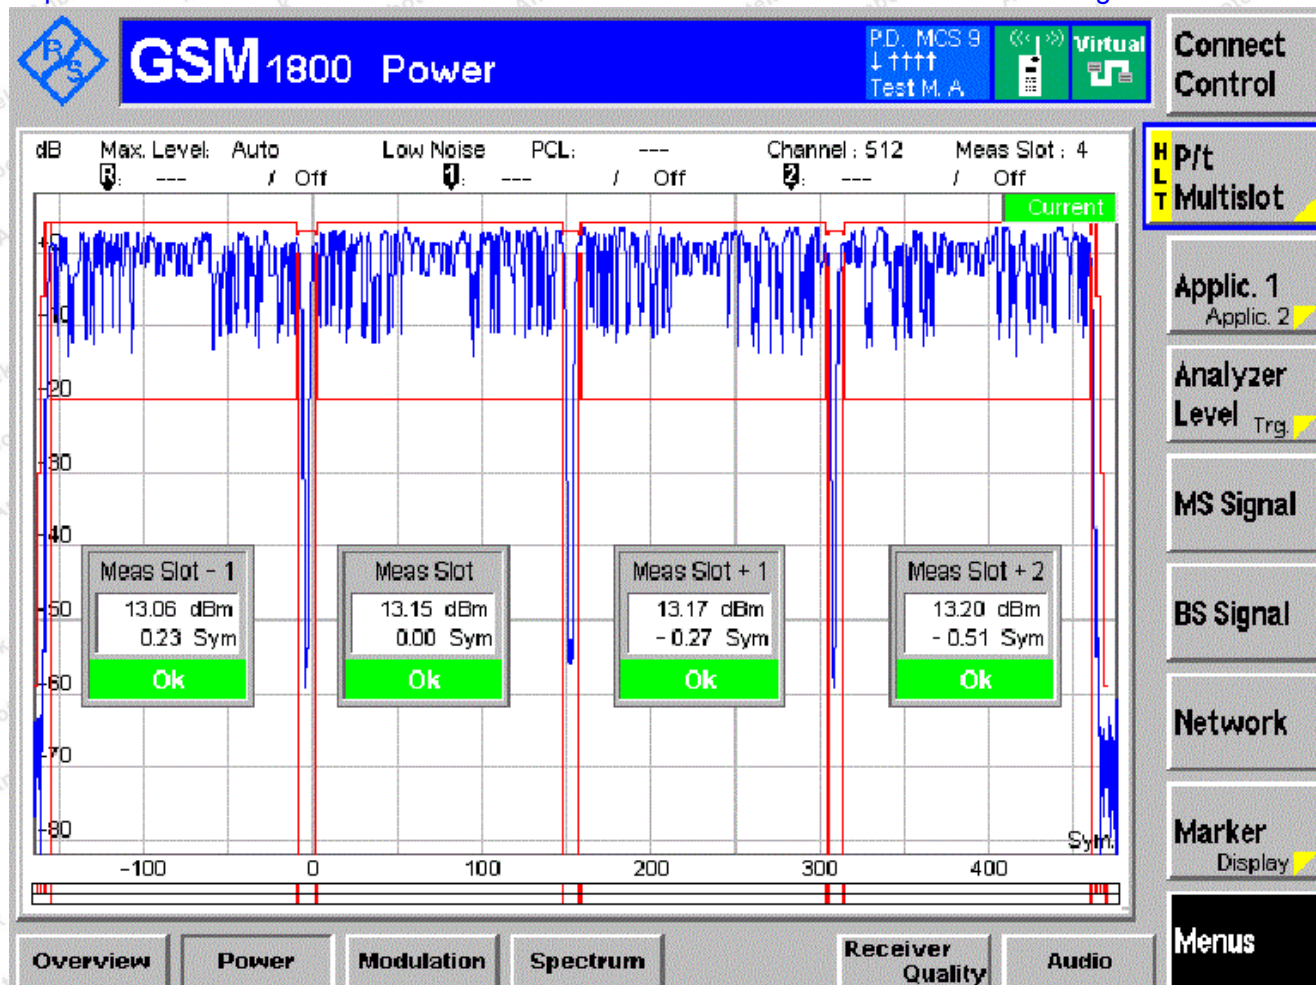 R S
GSM 1800 Power
P.D. MCS 9
↓ ↑↑↑↑
Test M. A
Virtual
Connect
Control
dB Max. Level: Auto Low Noise PCL: --- Channel : 512 Meas Slot : 4
R: --- / Off 1: --- / Off 2: --- / Off
Current
H
L
T
P/t
Multislot
Applic. 1
Applic. 2
Analyzer
Level Trg.
MS Signal
BS Signal
Network
Marker
Display
Menus
+0
-10
-20
-30
-40
-50
-60
-70
-80
Meas Slot - 1
13.06 dBm
0.23 Sym
Ok
Meas Slot
13.15 dBm
0.00 Sym
Ok
Meas Slot + 1
13.17 dBm
- 0.27 Sym
Ok
Meas Slot + 2
13.20 dBm
- 0.51 Sym
Ok
Sym.
-100 0 100 200 300 400
Overview Power Modulation Spectrum Receiver Quality Audio